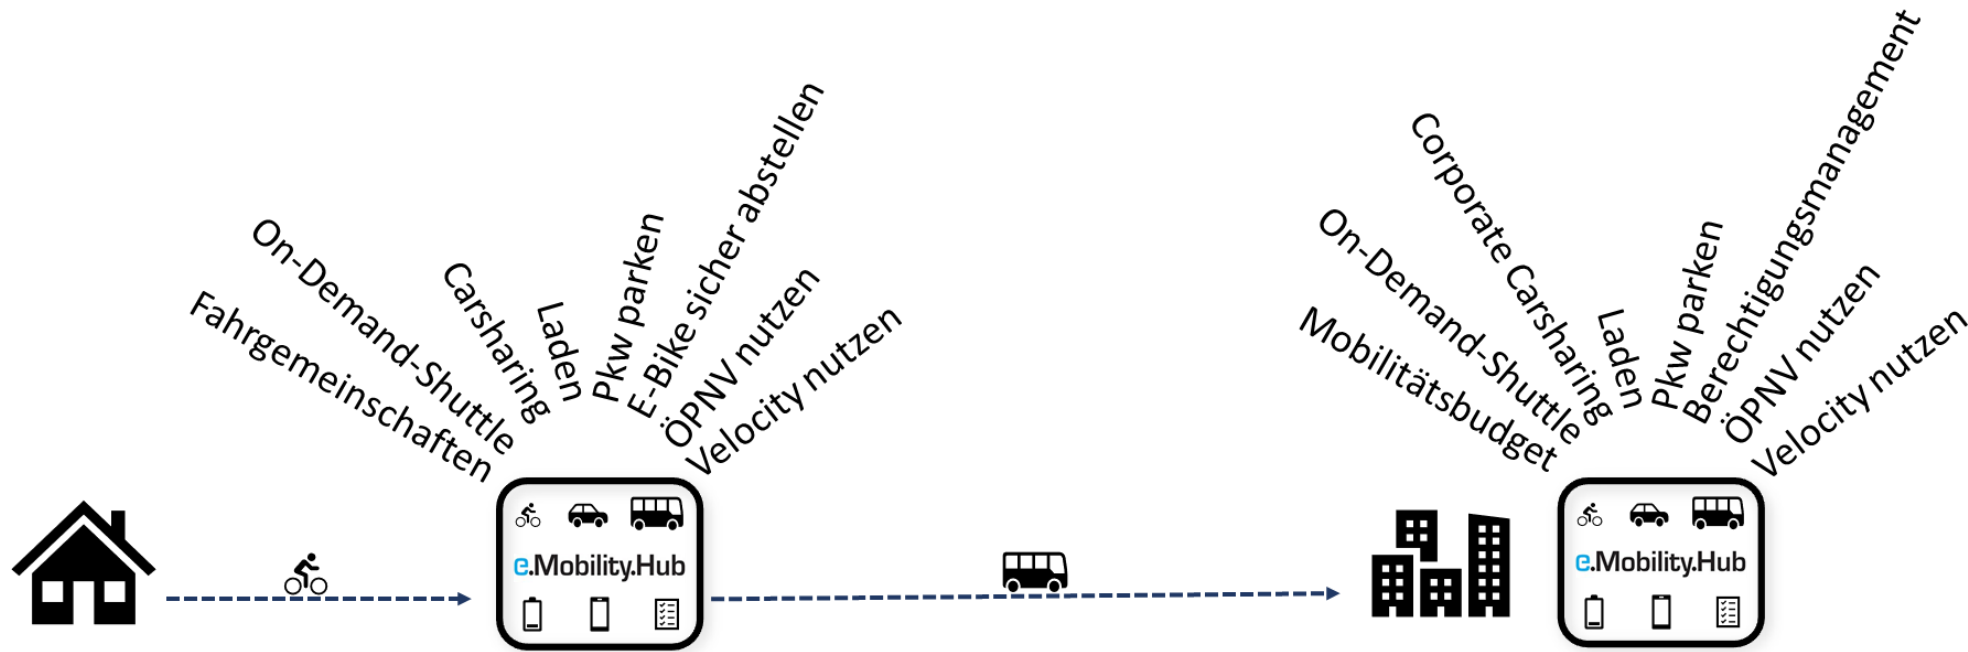 Fahrgemeinschaften
On-Demand-Shuttle
Carsharing
Laden
Pkw parken
E-Bike sicher abstellen
ÖPNV nutzen
Velocity nutzen
e.Mobility.Hub
Mobilitätsbudget
On-Demand-Shuttle
Corporate Carsharing
Laden
Pkw parken
Berechtigungsmanagement
ÖPNV nutzen
Velocity nutzen
e.Mobility.Hub